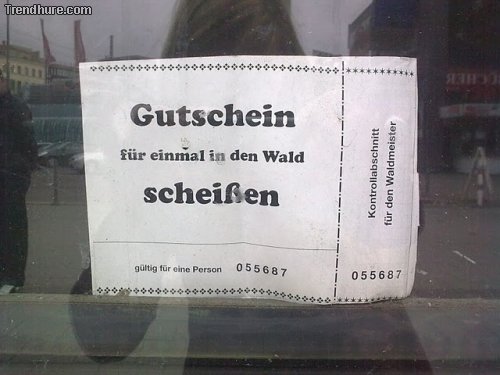 Trendhure.com
Gutschein
für einmal in den Wald
scheißen
gültig für eine Person 055687
Kontrollabschnitt
für den Waldmeister
055687